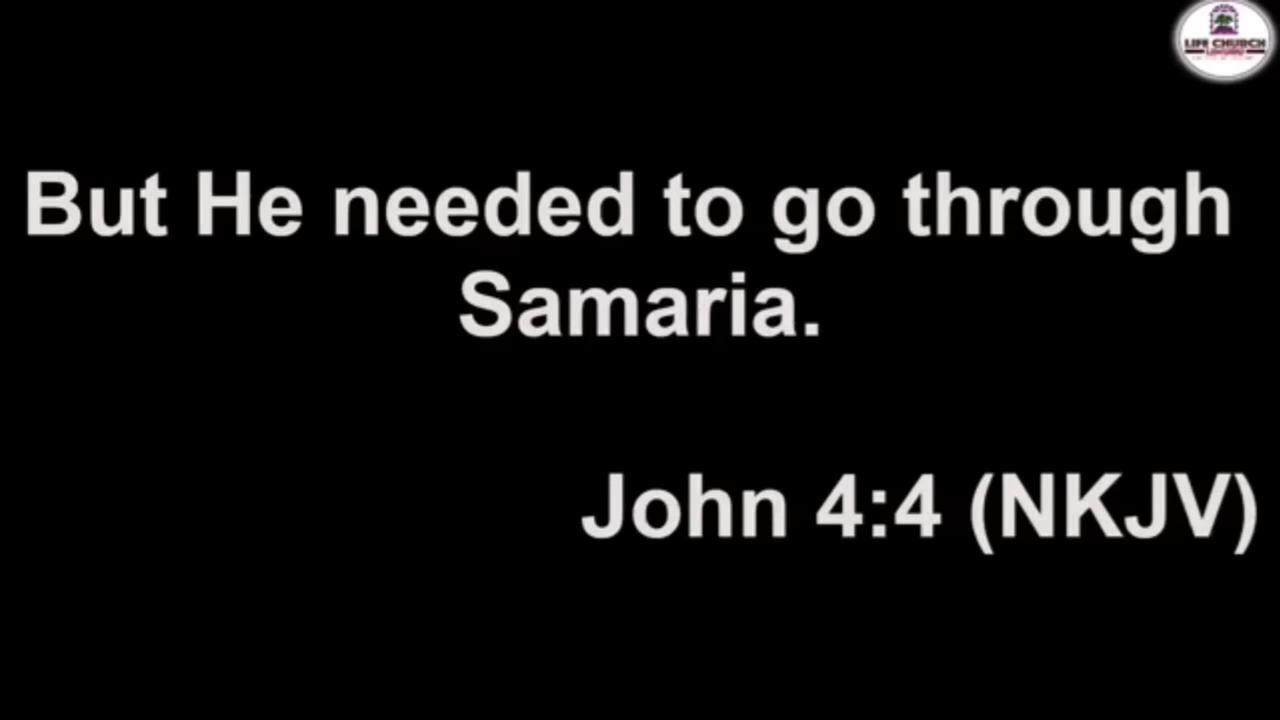 LIFE CHURCH
But He needed to go through
Samaria.
John 4:4 (NKJV)